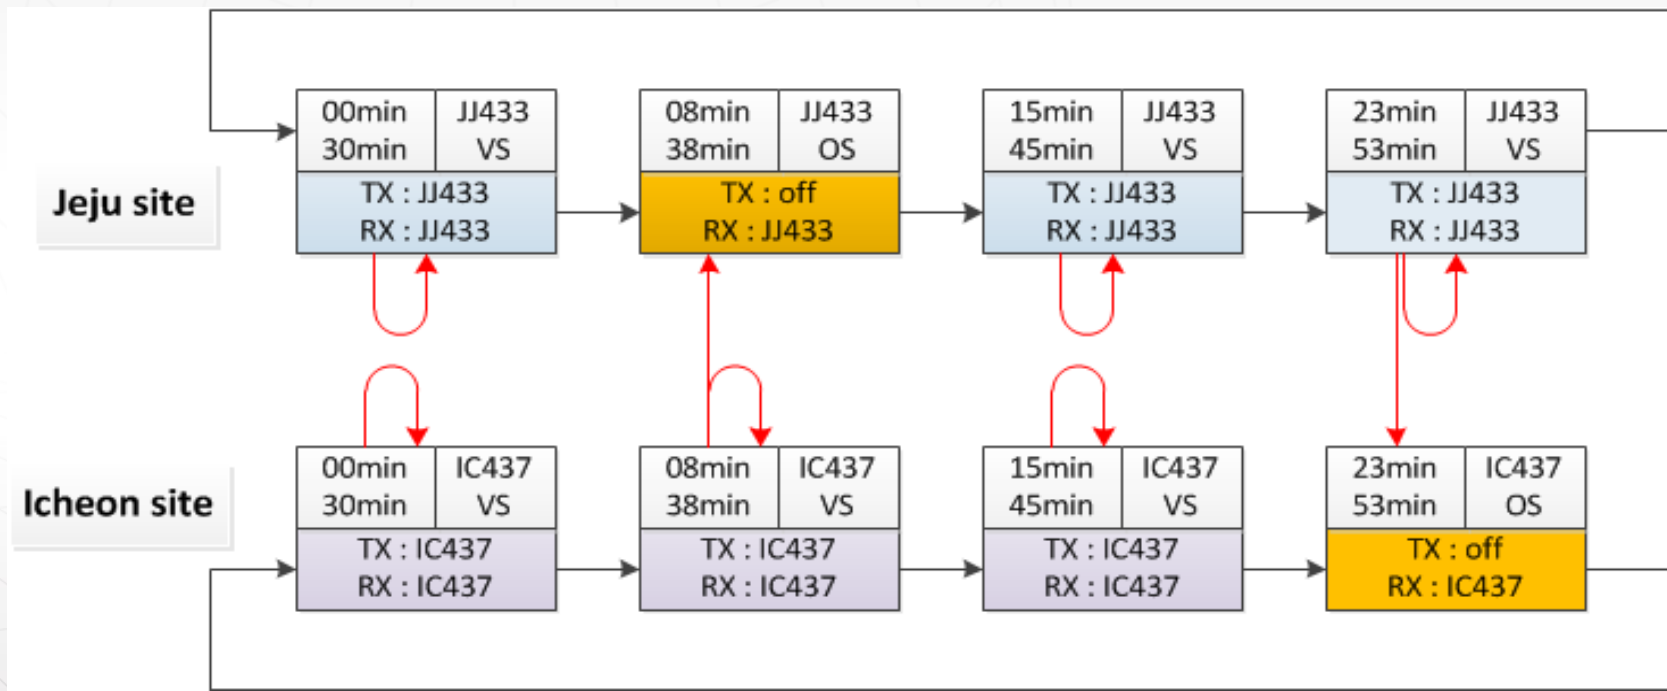 00min JJ433
30min VS
TX : JJ433
RX : JJ433
08min JJ433
38min OS
TX : off
RX : JJ433
15min JJ433
45min VS
TX : JJ433
RX : JJ433
23min JJ433
53min VS
TX : JJ433
RX : JJ433
Jeju site
00min IC437
30min VS
TX : IC437
RX : IC437
08min IC437
38min VS
TX : IC437
RX : IC437
15min IC437
45min VS
TX : IC437
RX : IC437
23min IC437
53min OS
TX : off
RX : IC437
Icheon site